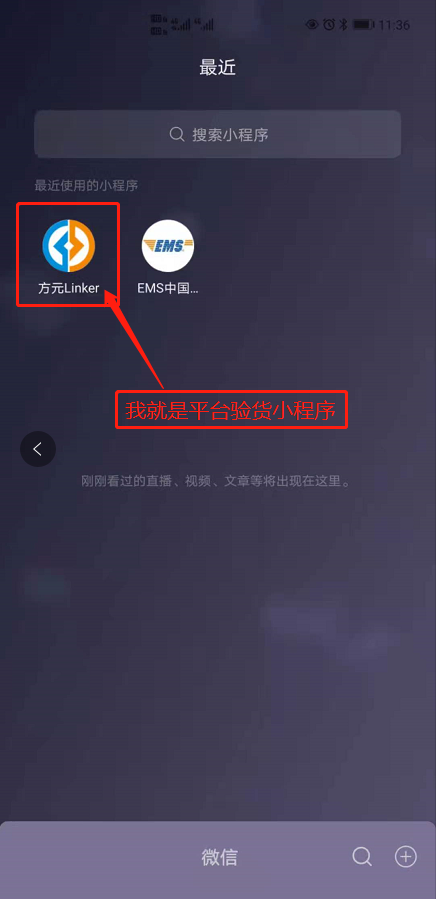 11:36
最近
搜索小程序
最近使用的小程序
EMS
方元Linker
EMS中国...
我就是平台验货小程序
刚刚看过的直播、视频、文章等将出现在这里。
微信